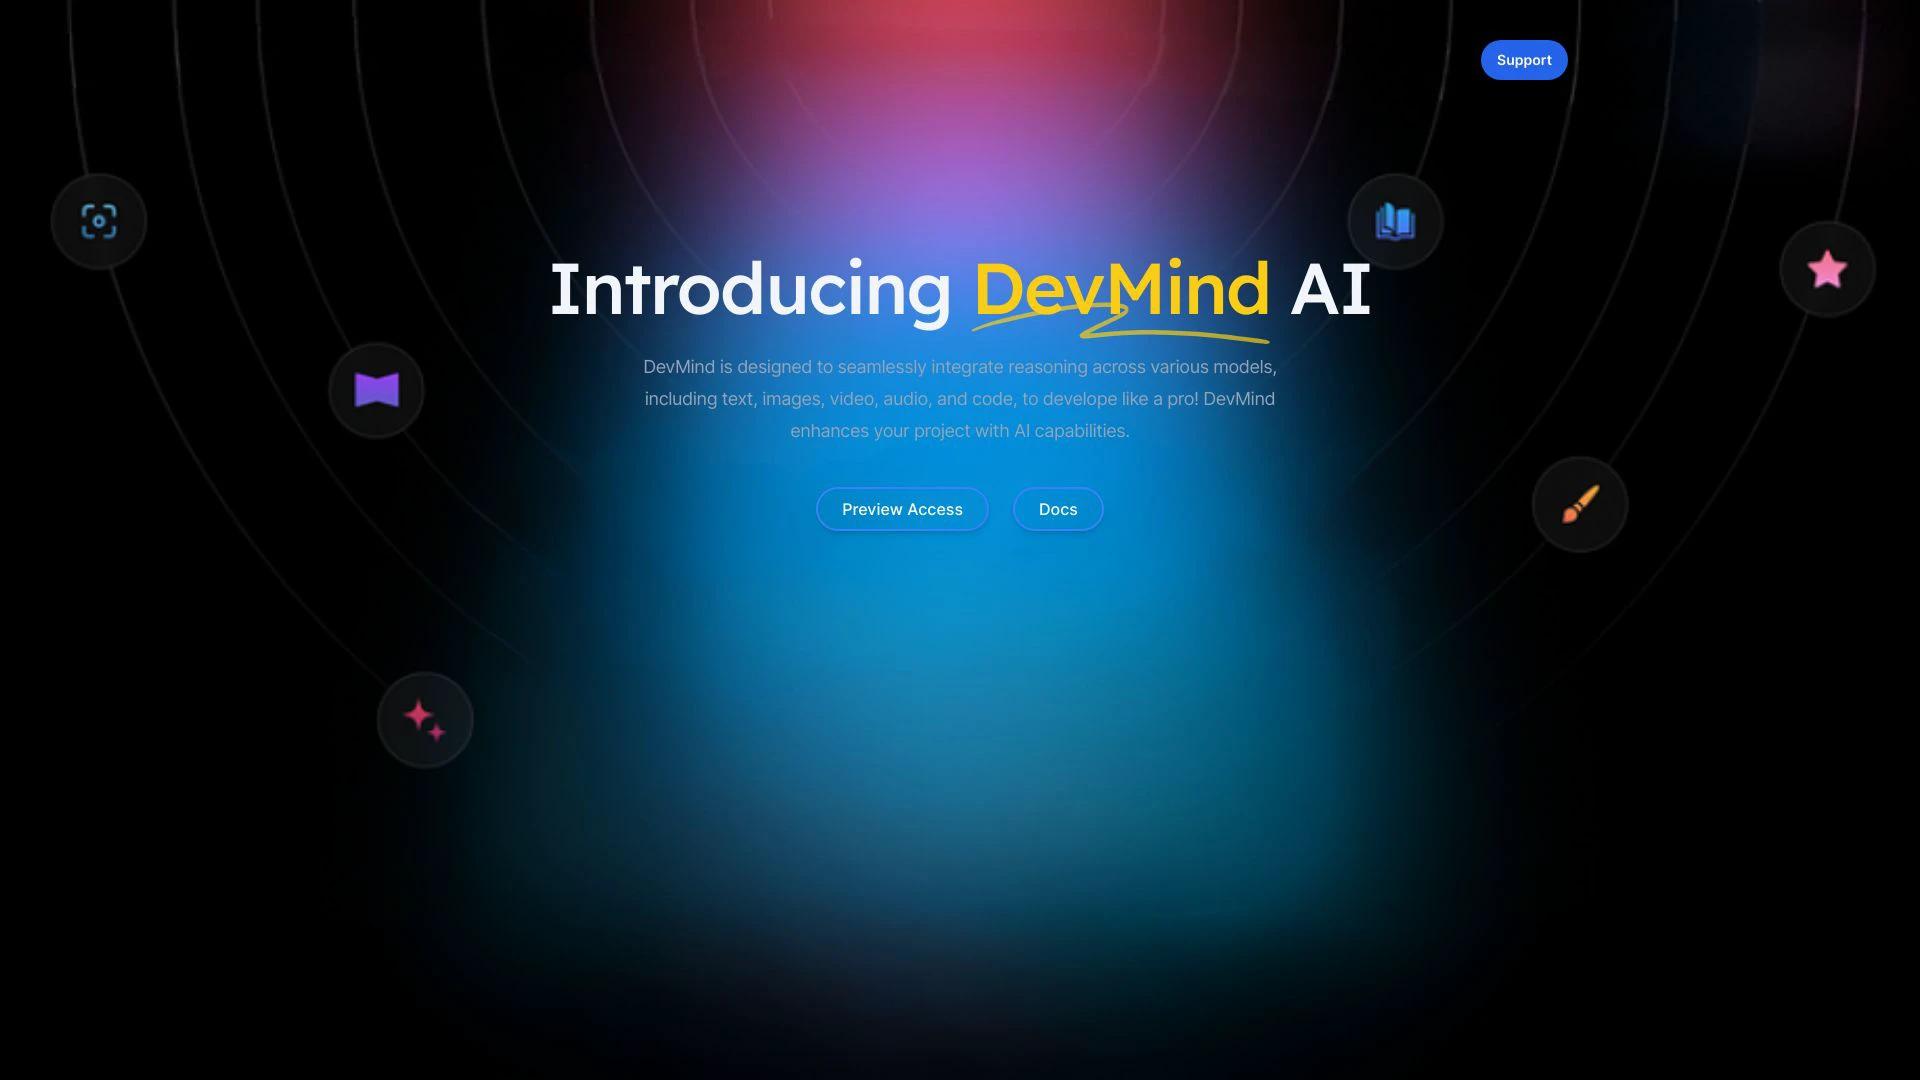 Support
Introducing DevMind AI
DevMind is designed to seamlessly integrate reasoning across various models,
including text, images, video, audio, and code, to develope like a pro! DevMind
enhances your project with AI capabilities.
Preview Access
Docs